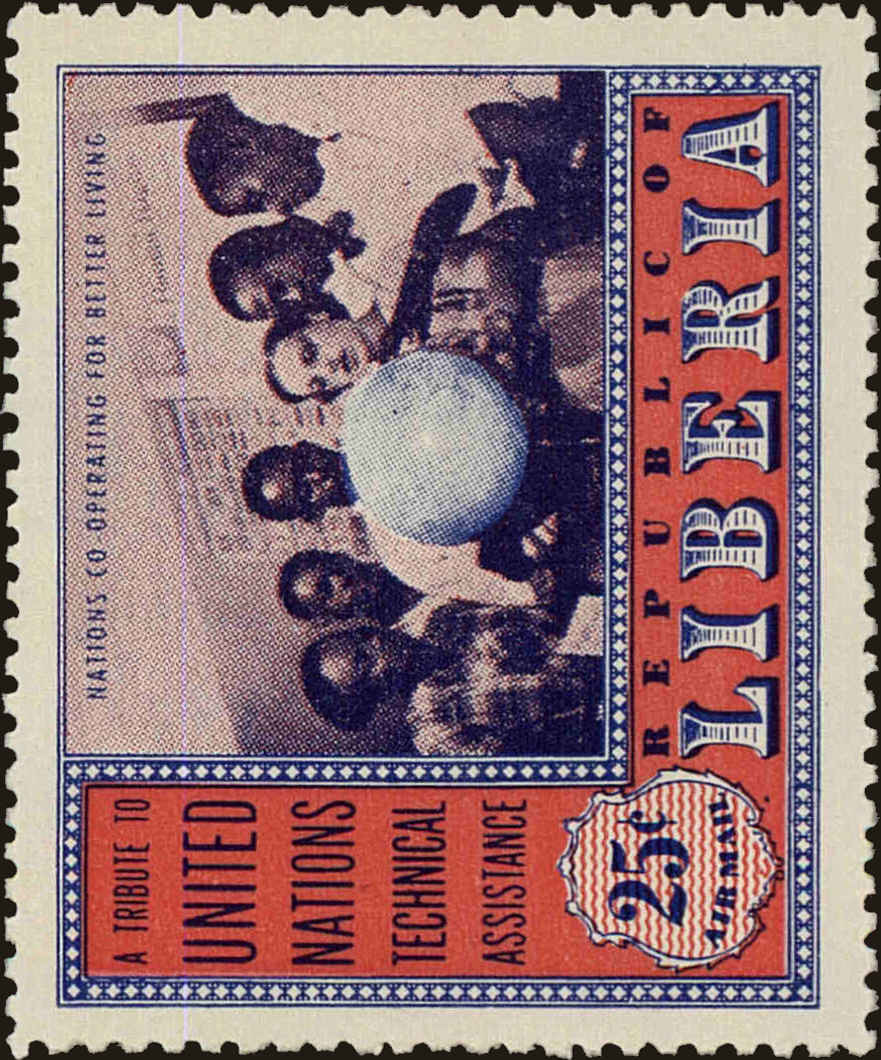 NATIONS CO-OPERATING FOR BETTER LIVING
A TRIBUTE TO
UNITED
NATIONS
TECHNICAL
ASSISTANCE
25¢
AIR MAIL
REPUBLIC OF
LIBERIA